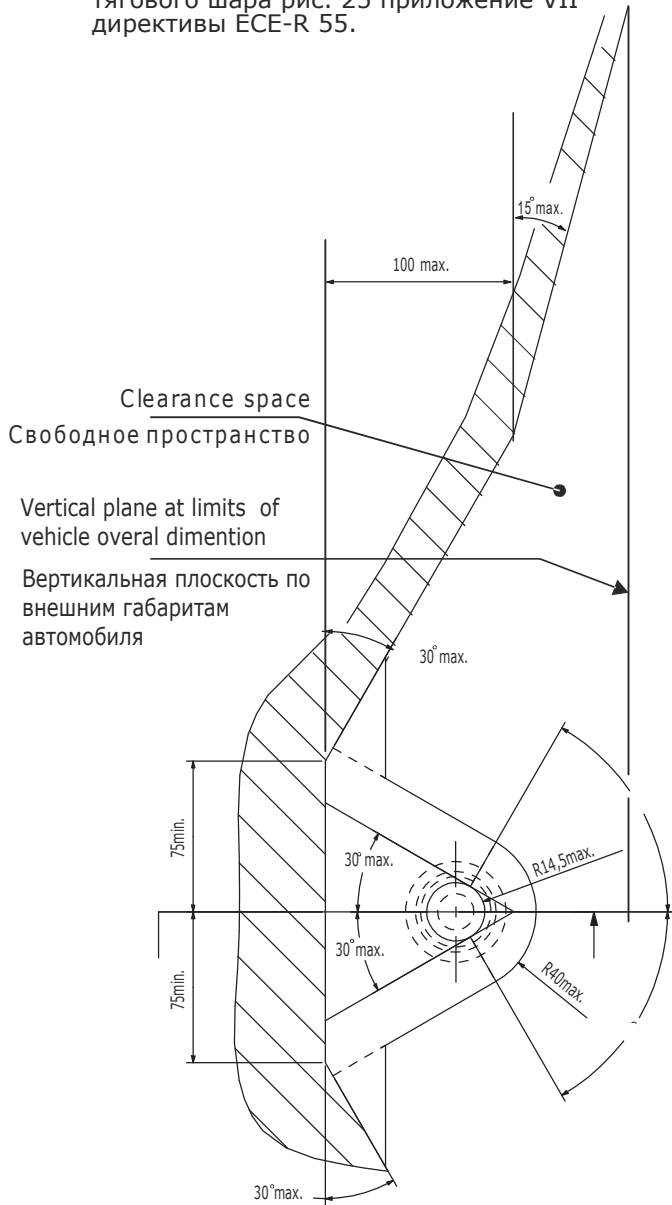 тягового шара рис. 25 приложение VII
директивы ECE-R 55.
15°max.
100 max.
Clearance space
Свободное пространство
Vertical plane at limits of
vehicle overal dimention
Вертикальная плоскость по
внешним габаритам
автомобиля
30°max.
75min.
30°max.
R14,5max.
30°max.
75min.
R40max.
30°max.